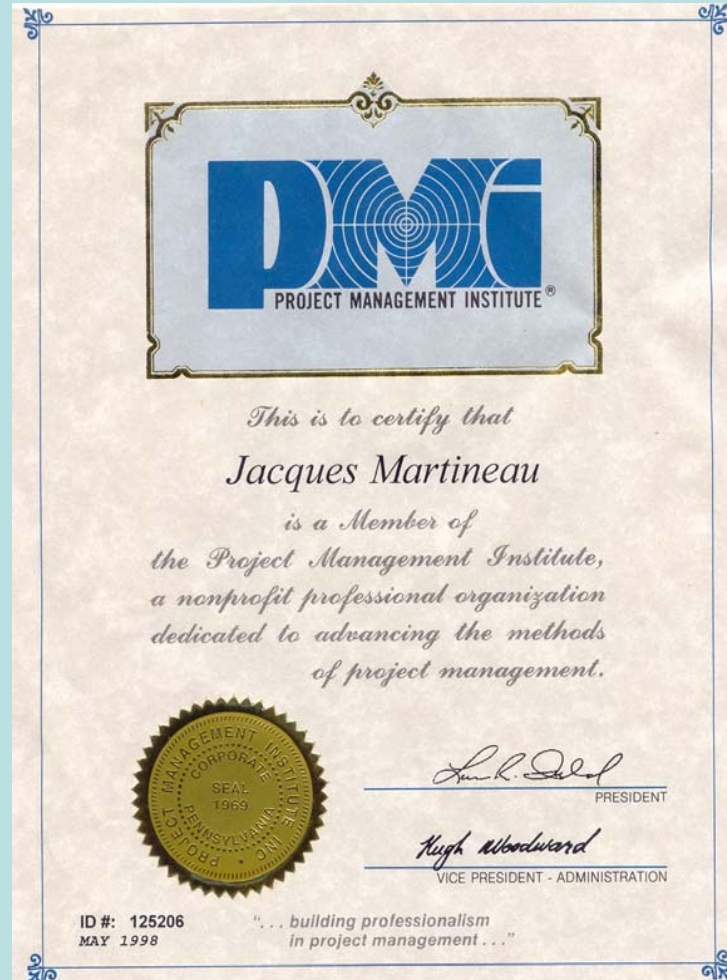 PMi
PROJECT MANAGEMENT INSTITUTE®
This is to certify that
Jacques Martineau
is a Member of
the Project Management Institute,
a nonprofit professional organization
dedicated to advancing the methods
of project management.
PROJECT MANAGEMENT INSTITUTE INC
CORPORATE
SEAL
1969
PENNSYLVANIA
PRESIDENT
Hugh Woodward
VICE PRESIDENT - ADMINISTRATION
ID #: 125206
MAY 1998
“. . . building professionalism
in project management . . .”